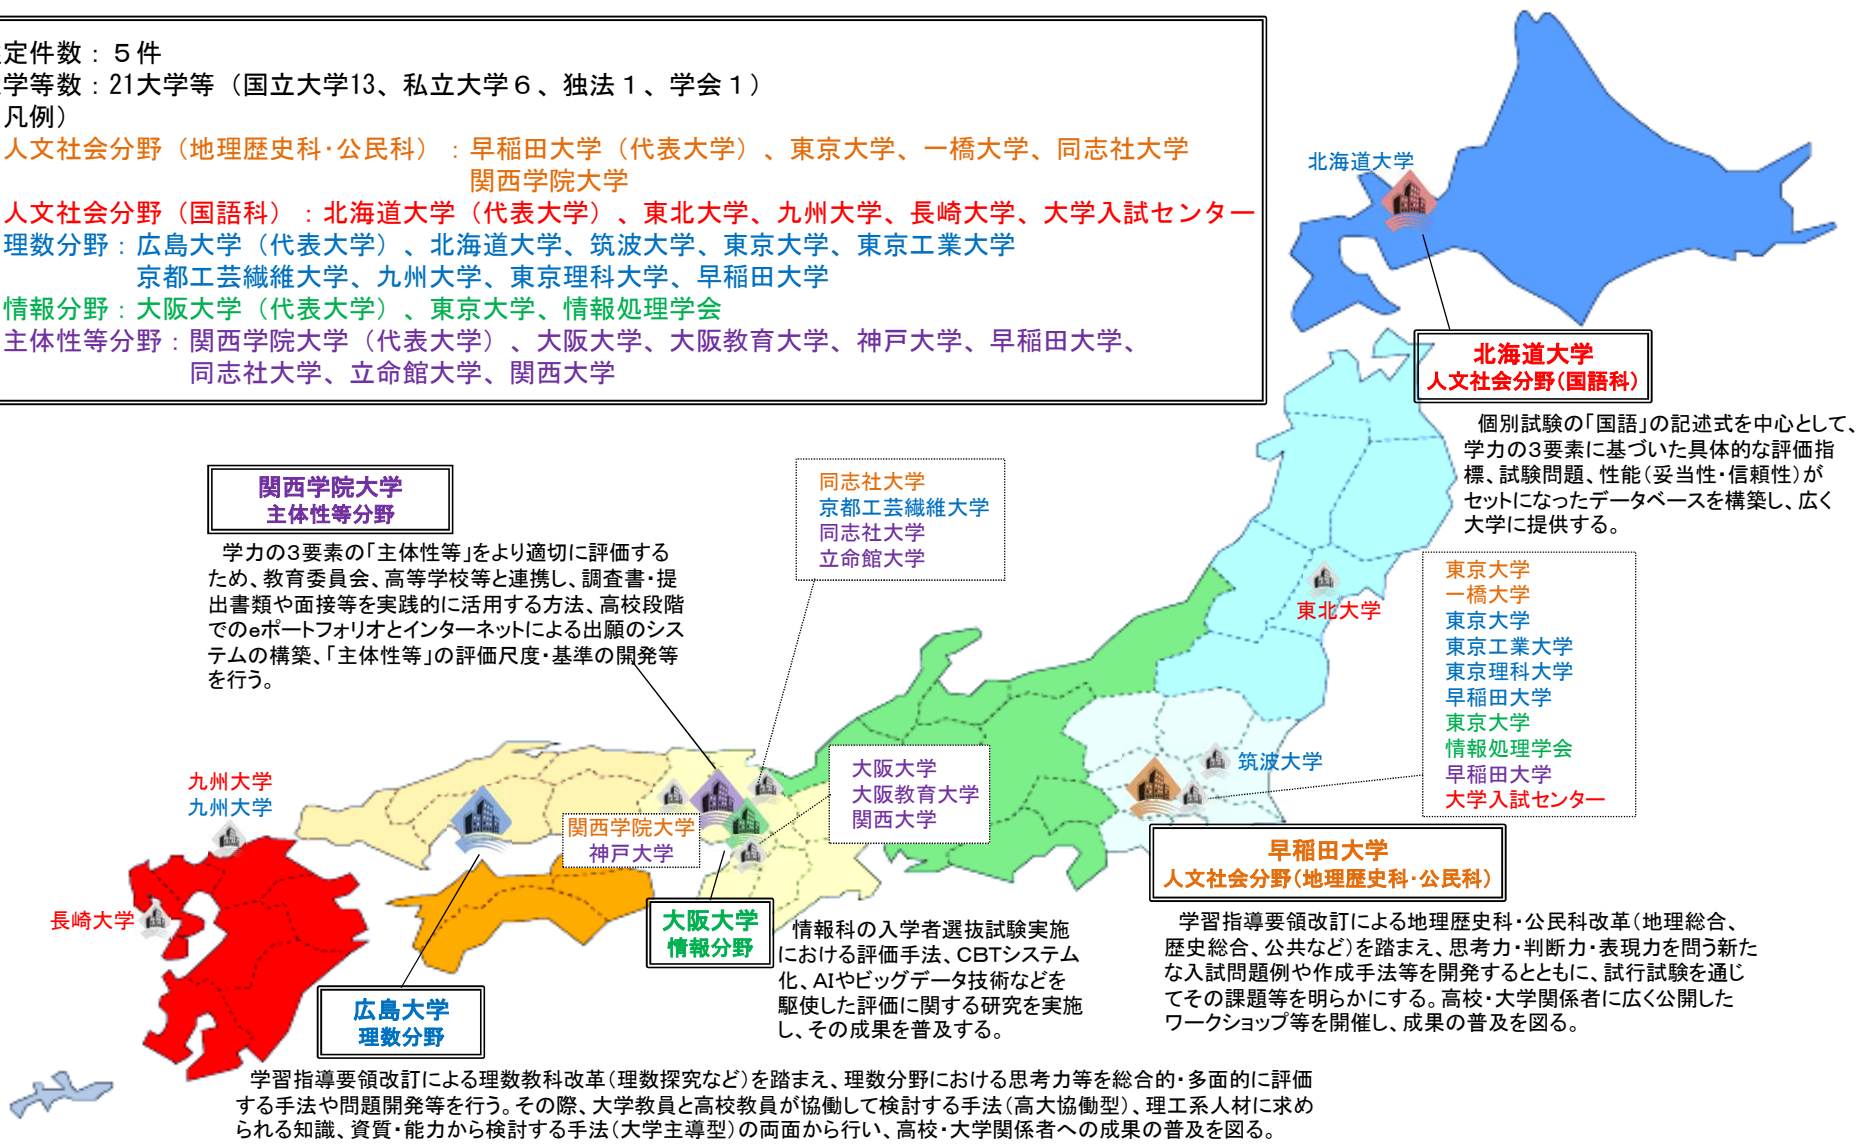 定件数：５件
学等数：21大学等（国立大学13、私立大学６、独法１、学会１）
凡例）
人文社会分野（地理歴史科・公民科）：早稲田大学（代表大学）、東京大学、一橋大学、同志社大学
関西学院大学
人文社会分野（国語科）：北海道大学（代表大学）、東北大学、九州大学、長崎大学、大学入試センター
理数分野：広島大学（代表大学）、北海道大学、筑波大学、東京大学、東京工業大学
京都工芸繊維大学、九州大学、東京理科大学、早稲田大学
情報分野：大阪大学（代表大学）、東京大学、情報処理学会
主体性等分野：関西学院大学（代表大学）、大阪大学、大阪教育大学、神戸大学、早稲田大学、
同志社大学、立命館大学、関西大学
北海道大学
北海道大学
人文社会分野（国語科）
個別試験の「国語」の記述式を中心として、
学力の３要素に基づいた具体的な評価指
標、試験問題、性能（妥当性・信頼性）が
セットになったデータベースを構築し、広く
大学に提供する。
関西学院大学
主体性等分野
学力の３要素の「主体性等」をより適切に評価する
ため、教育委員会、高等学校等と連携し、調査書・提
出書類や面接等を実践的に活用する方法、高校段階
でのｅポートフォリオとインターネットによる出願のシス
テムの構築、「主体性等」の評価尺度・基準の開発等
を行う。
同志社大学
京都工芸繊維大学
同志社大学
立命館大学
東北大学
東京大学
一橋大学
東京大学
東京工業大学
東京理科大学
早稲田大学
東京大学
情報処理学会
早稲田大学
大学入試センター
筑波大学
大阪大学
大阪教育大学
関西大学
九州大学
九州大学
関西学院大学
神戸大学
長崎大学
早稲田大学
人文社会分野（地理歴史科・公民科）
学習指導要領改訂による地理歴史科・公民科改革（地理総合、
歴史総合、公共など）を踏まえ、思考力・判断力・表現力を問う新た
な入試問題例や作成手法等を開発するとともに、試行試験を通じ
てその課題等を明らかにする。高校・大学関係者に広く公開した
ワークショップ等を開催し、成果の普及を図る。
大阪大学
情報分野
情報科の入学者選抜試験実施
における評価手法、CBTシステム
化、AIやビッグデータ技術などを
駆使した評価に関する研究を実施
し、その成果を普及する。
広島大学
理数分野
学習指導要領改訂による理数教科改革（理数探究など）を踏まえ、理数分野における思考力等を総合的・多面的に評価
する手法や問題開発等を行う。その際、大学教員と高校教員が協働して検討する手法（高大協働型）、理工系人材に求め
られる知識、資質・能力から検討する手法（大学主導型）の両面から行い、高校・大学関係者への成果の普及を図る。